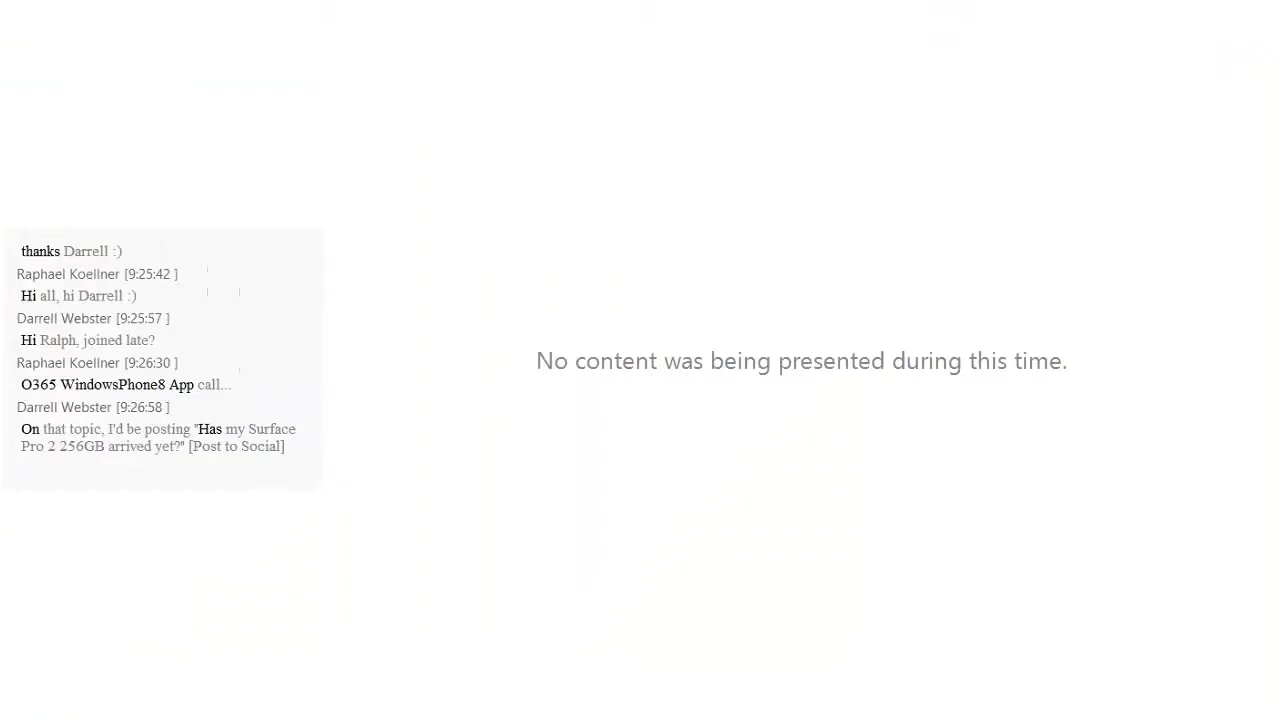 thanks Darrell :)
Raphael Koellner [9:25:42 ]
Hi all, hi Darrell :)
Darrell Webster [9:25:57 ]
Hi Ralph, joined late?
Raphael Koellner [9:26:30 ]
O365 WindowsPhone8 App call...
Darrell Webster [9:26:58 ]
On that topic, I'd be posting "Has my Surface
Pro 2 256GB arrived yet?" [Post to Social]
No content was being presented during this time.